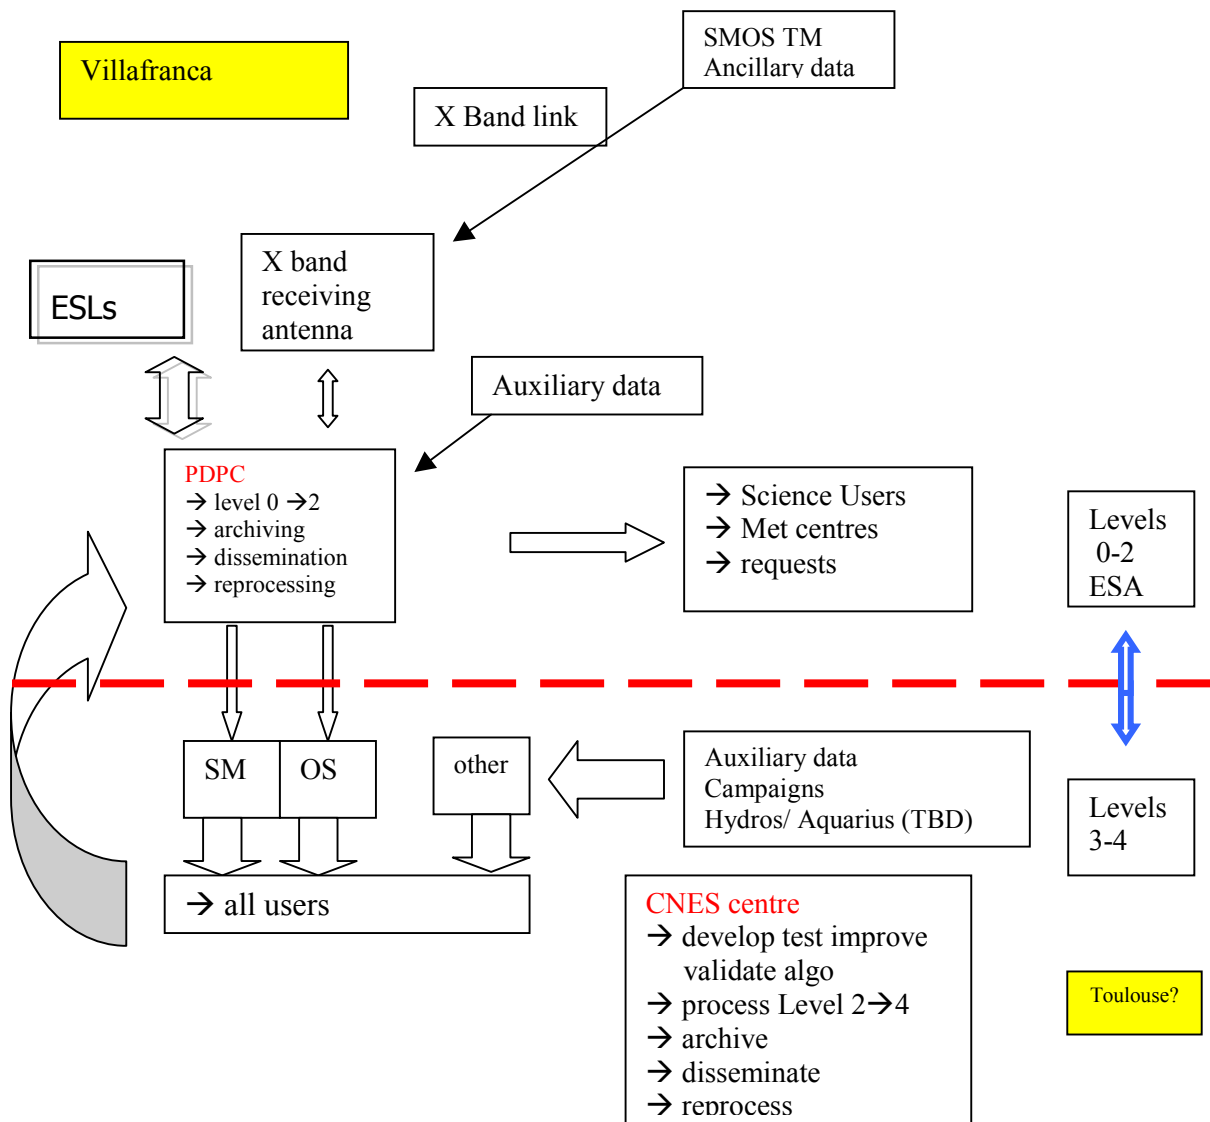 SMOS TM
Ancillary data
Villafranca
X Band link
X band
receiving
antenna
ESLs
Auxiliary data
PDPC
→ level 0 →2
→ archiving
→ dissemination
→ reprocessing
→ Science Users
→ Met centres
→ requests
Levels
0-2
ESA
SM
OS
other
Auxiliary data
Campaigns
Hydros/ Aquarius (TBD)
Levels
3-4
→ all users
CNES centre
→ develop test improve
validate algo
→ process Level 2→4
→ archive
→ disseminate
→ reprocess
Toulouse?